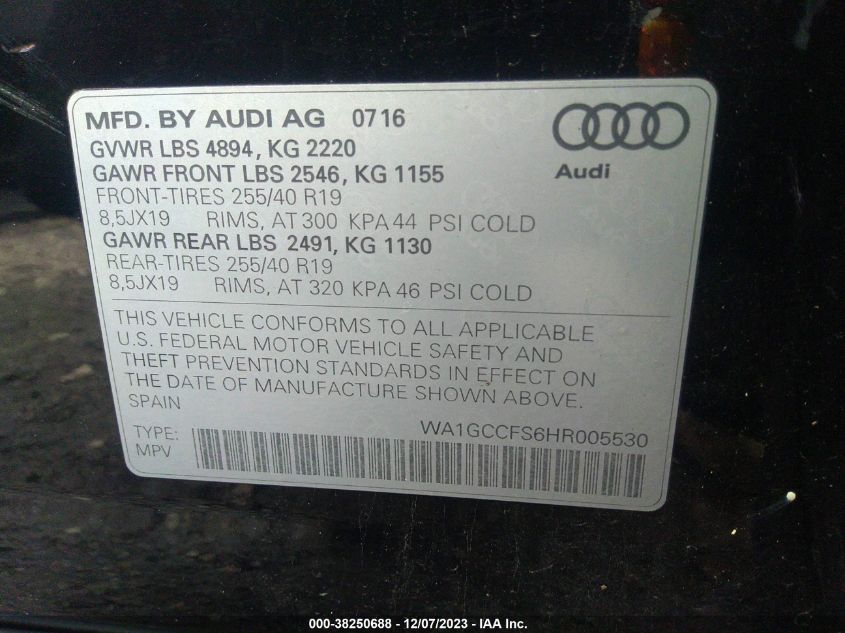 MFD. BY AUDI AG 0716
GVWR LBS 4894, KG 2220
GAWR FRONT LBS 2546, KG 1155
FRONT-TIRES 255/40 R19
8,5JX19 RIMS, AT 300 KPA 44 PSI COLD
GAWR REAR LBS 2491, KG 1130
REAR-TIRES 255/40 R19
8,5JX19 RIMS, AT 320 KPA 46 PSI COLD
Audi
THIS VEHICLE CONFORMS TO ALL APPLICABLE
U.S. FEDERAL MOTOR VEHICLE SAFETY AND
THEFT PREVENTION STANDARDS IN EFFECT ON
THE DATE OF MANUFACTURE SHOWN ABOVE.
SPAIN
WA1GCCFS6HR005530
TYPE:
MPV
000-38250688 - 12/07/2023 - IAA Inc.